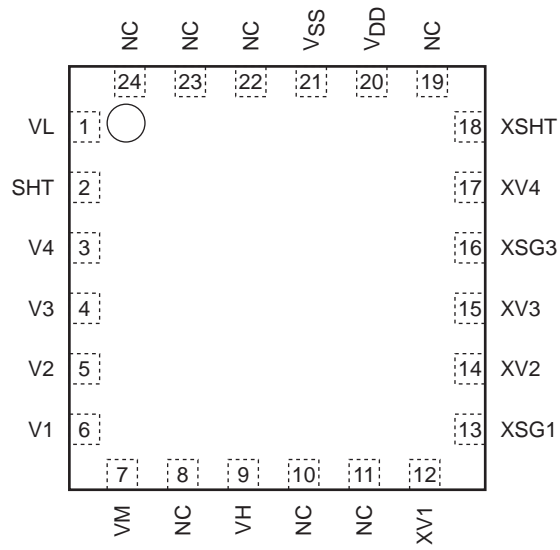 NC NC NC VSS VDD NC
24 23 22 21 20 19
VL 1 18 XSHT
SHT 2 17 XV4
V4 3 16 XSG3
V3 4 15 XV3
V2 5 14 XV2
V1 6 13 XSG1
7 8 9 10 11 12
VM NC VH NC NC XV1